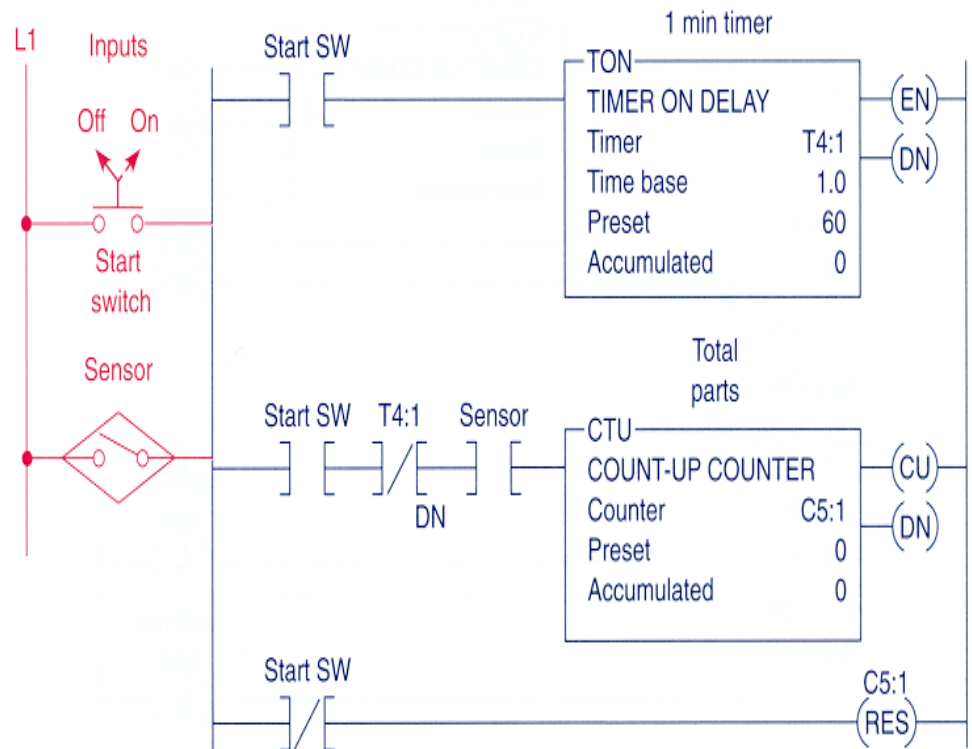 L1
Inputs
Off On
Start
switch
Sensor
1 min timer
Start SW
TON
TIMER ON DELAY
Timer T4:1
Time base 1.0
Preset 60
Accumulated 0
EN
DN
Total
parts
Start SW T4:1 Sensor
DN
CTU
COUNT-UP COUNTER
Counter C5:1
Preset 0
Accumulated 0
CU
DN
Start SW
C5:1
RES